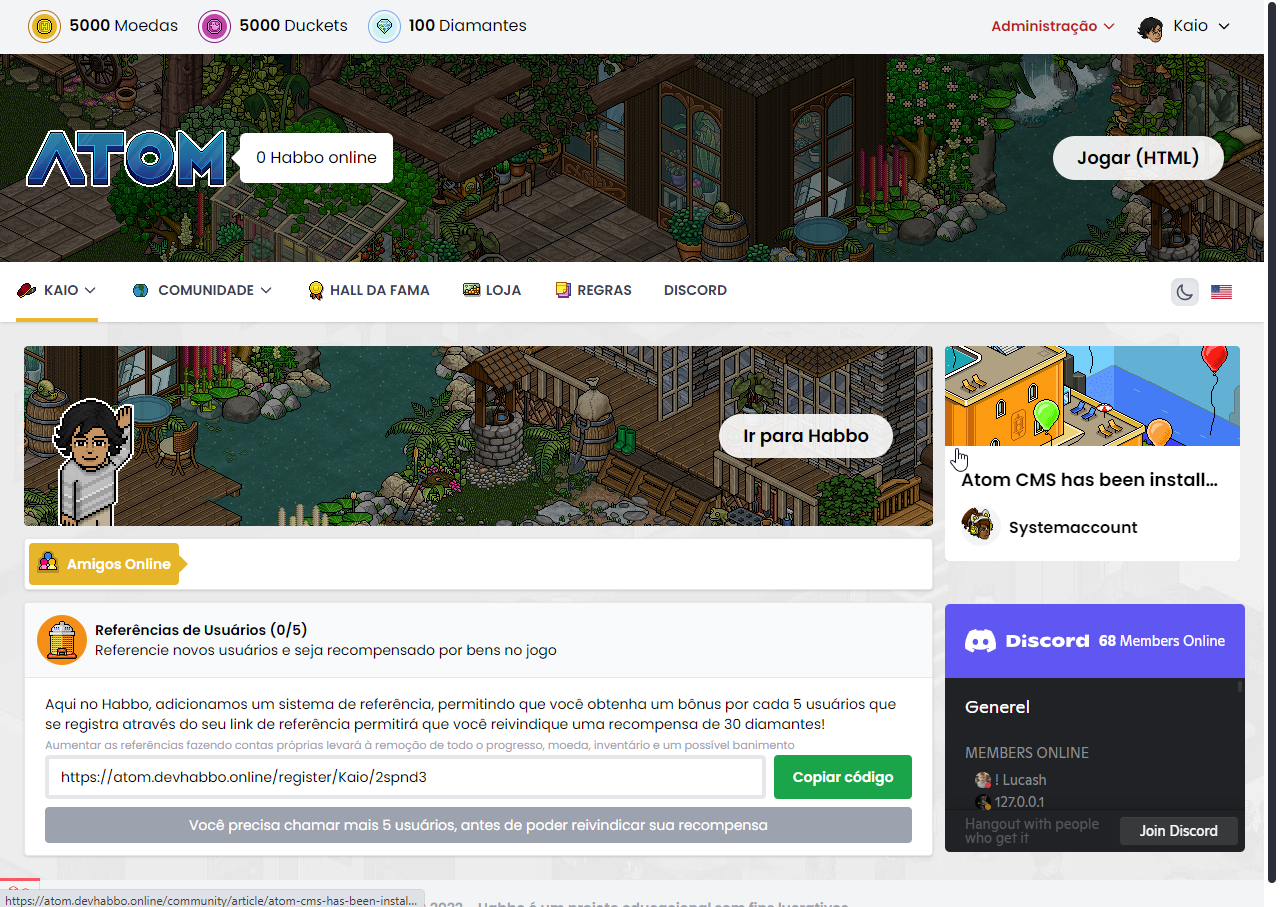 5000 Moedas 5000 Duckets 100 Diamantes Administração Kaio
ATOM
0 Habbo online
Jogar (HTML)
KAIO COMUNIDADE HALL DA FAMA LOJA REGRAS DISCORD
Ir para Habbo
Atom CMS has been install...
Systemaccount
Amigos Online
Referências de Usuários (0/5)
Referencie novos usuários e seja recompensado por bens no jogo
Aqui no Habbo, adicionamos um sistema de referência, permitindo que você obtenha um bônus por cada 5 usuários que
se registra através do seu link de referência permitirá que você reivindique uma recompensa de 30 diamantes!
Aumentar as referências fazendo contas próprias levará à remoção de todo o progresso, moeda, inventário e um possível banimento
https://atom.devhabbo.online/register/Kaio/2spnd3
Copiar código
Você precisa chamar mais 5 usuários, antes de poder reivindicar sua recompensa
Discord 68 Members Online
Generel
MEMBERS ONLINE
! Lucash
127.0.0.1
Hangout with people
who get it
Join Discord
https://atom.devhabbo.online/community/article/atom-cms-has-been-instal...
2022 - Habbo é um projeto educacional sem fins lucrativos